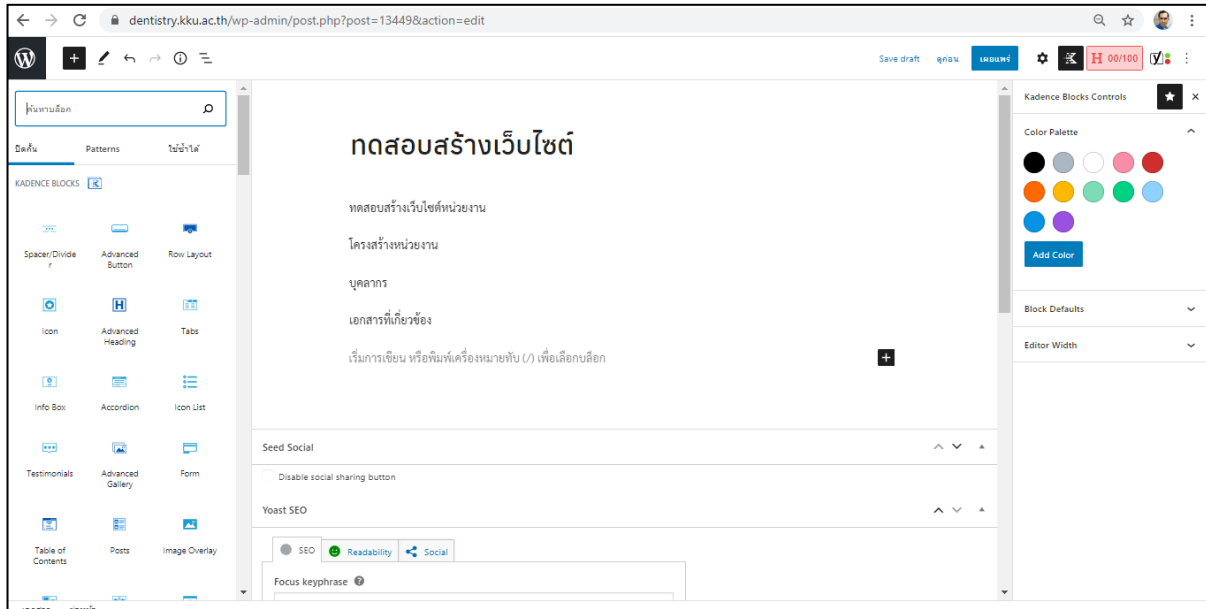 dentistry.kku.ac.th/wp-admin/post.php?post=13449&action=edit
Save draft
ดูก่อน
เผยแพร่
H 00/100
ค้นหาบล็อก
Patterns
ใช้ซ้ำได้
KADENCE BLOCKS
Spacer/Divide
r
Advanced
Button
Row Layout
Icon
Advanced
Heading
Tabs
Info Box
Accordion
Icon List
Testimonials
Advanced
Gallery
Form
Table of
Contents
Posts
Image Overlay
ทดสอบสร้างเว็บไซต์
ทดสอบสร้างเว็บไซต์หน่วยงาน
โครงสร้างหน่วยงาน
บุคลากร
เอกสารที่เกี่ยวข้อง
เริ่มการเขียน หรือพิมพ์เครื่องหมายทับ (/) เพื่อเลือกบล็อก
Seed Social
Disable social sharing button
Yoast SEO
SEO
Readability
Social
Focus keyphrase
Kadence Blocks Controls
Color Palette
Add Color
Block Defaults
Editor Width